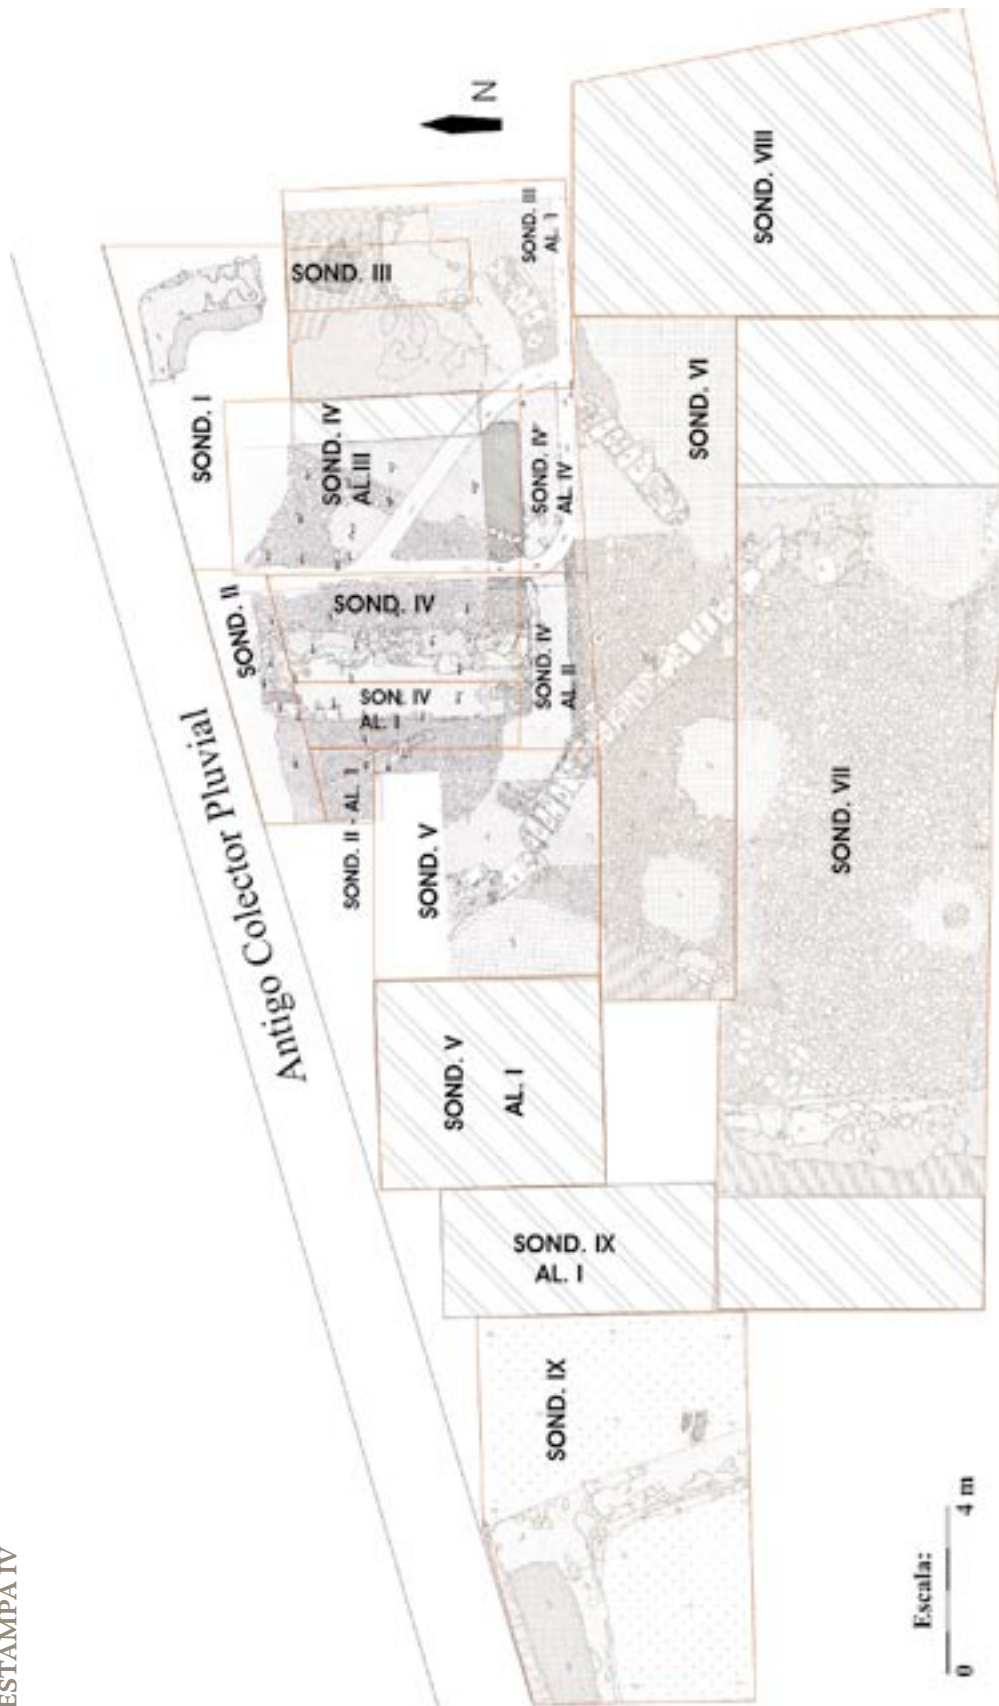 ESTAMPA IV
Antigo Colector Pluvial
N
SOND. I
SOND. II
SOND. II - AL. I
SOND. III
SOND. III
AL. I
SOND. IV
AL.III
SOND. IV
SON. IV
AL. I
SOND. IV
AL. II
SOND. IV
AL. IV
SOND. V
SOND. V
AL. I
SOND. VI
SOND. VII
SOND. VIII
SOND. IX
AL. I
SOND. IX
Escala:
0 4 m